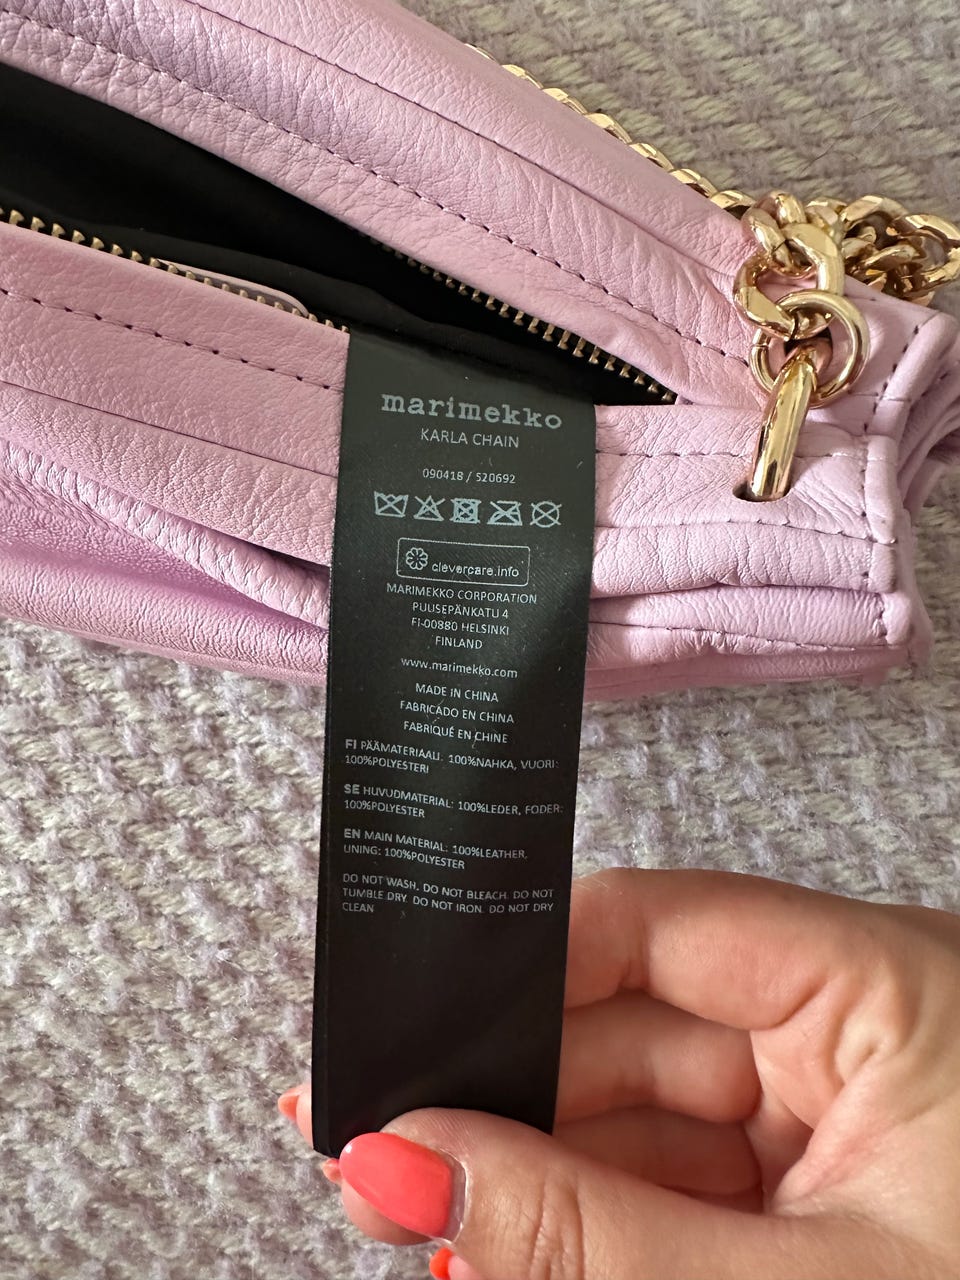 marimekko
KARLA CHAIN
090418 / S20692
clevercare.info
MARIMEKKO CORPORATION
PUUSEPÄNKATU 4
FI-00880 HELSINKI
FINLAND
www.marimekko.com
MADE IN CHINA
FABRICADO EN CHINA
FABRIQUÉ EN CHINE
FI PÄÄMATERIAALI: 100%NAHKA, VUORI:
100%POLYESTERI
SE HUVUDMATERIAL: 100%LEDER, FODER:
100%POLYESTER
EN MAIN MATERIAL: 100%LEATHER,
LINING: 100%POLYESTER
DO NOT WASH. DO NOT BLEACH. DO NOT
TUMBLE DRY. DO NOT IRON. DO NOT DRY
CLEAN